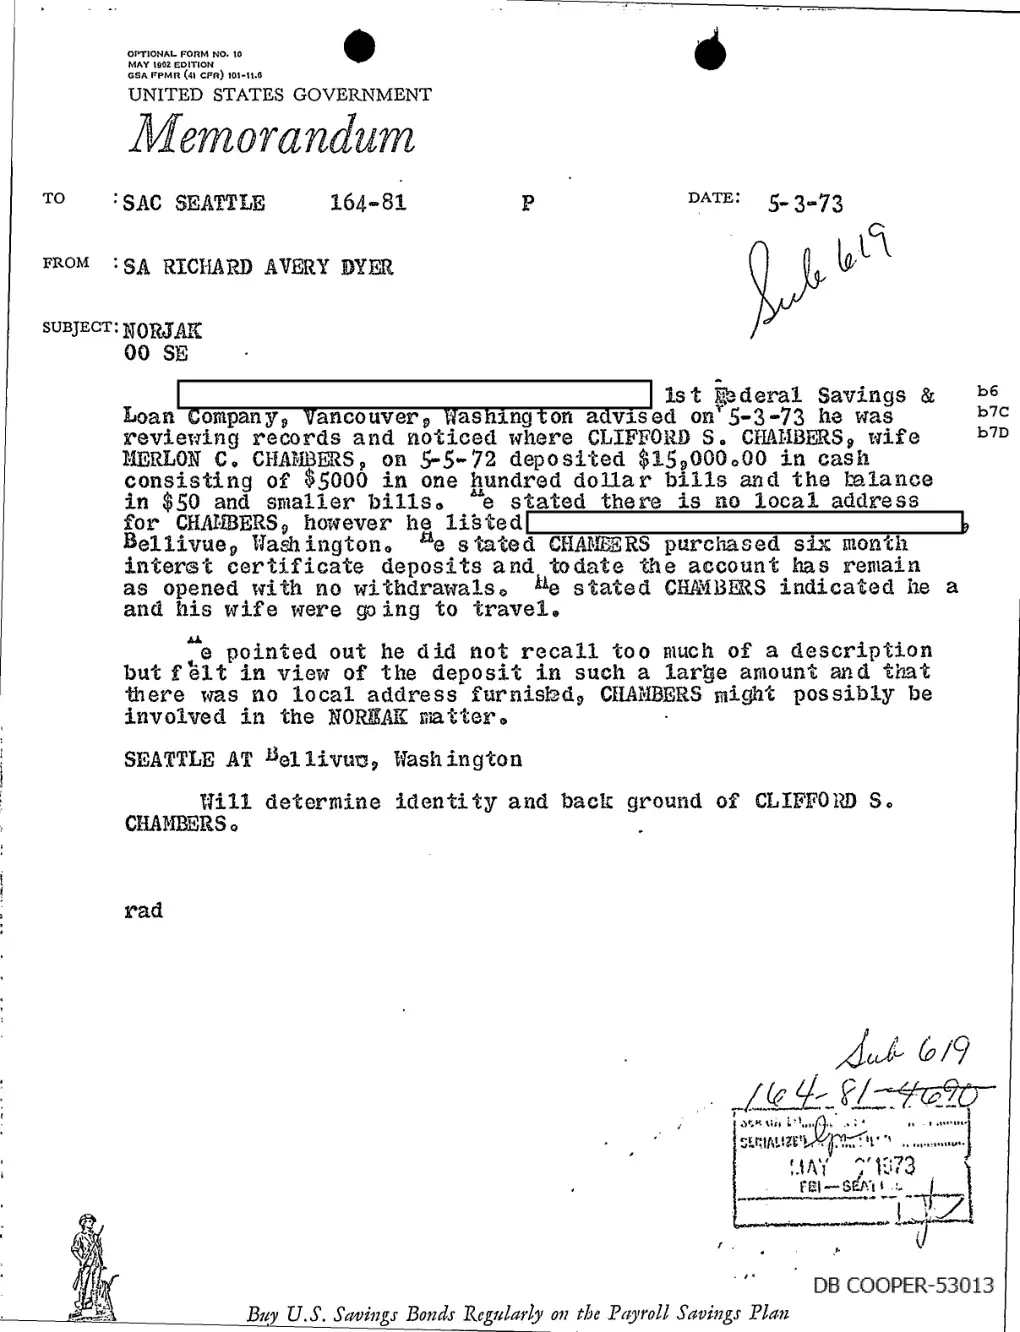 OPTIONAL FORM NO. 10
MAY 1962 EDITION
GSA FPMR (41 CFR) 101-11.6
UNITED STATES GOVERNMENT
Memorandum
TO : SAC SEATTLE 164-81 P DATE: 5-3-73
Sub 619
FROM : SA RICHARD AVERY DYER
SUBJECT: NORJAK
OO SE
1st Federal Savings & b6
Loan Company, Vancouver, Washington advised on 5-3-73 he was b7C
reviewing records and noticed where CLIFFORD S. CHAMBERS, wife b7D
MERLON C. CHAMBERS, on 5-5-72 deposited $15,000.00 in cash
consisting of $5000 in one hundred dollar bills and the balance
in $50 and smaller bills. He stated there is no local address
for CHAMBERS, however he listed ,
Bellivue, Washington. He stated CHAMBERS purchased six month
interst certificate deposits and todate the account has remain
as opened with no withdrawals. He stated CHAMBERS indicated he a
and his wife were going to travel.
He pointed out he did not recall too much of a description
but felt in view of the deposit in such a large amount and that
there was no local address furnished, CHAMBERS might possibly be
involved in the NORJAK matter.
SEATTLE AT Bellivue, Washington
Will determine identity and back ground of CLIFFORD S.
CHAMBERS.
rad
Sub 619
164-81-4690
SERIALIZED
MAY 1973
FBI-SEATTLE
DB COOPER-53013
Buy U.S. Savings Bonds Regularly on the Payroll Savings Plan